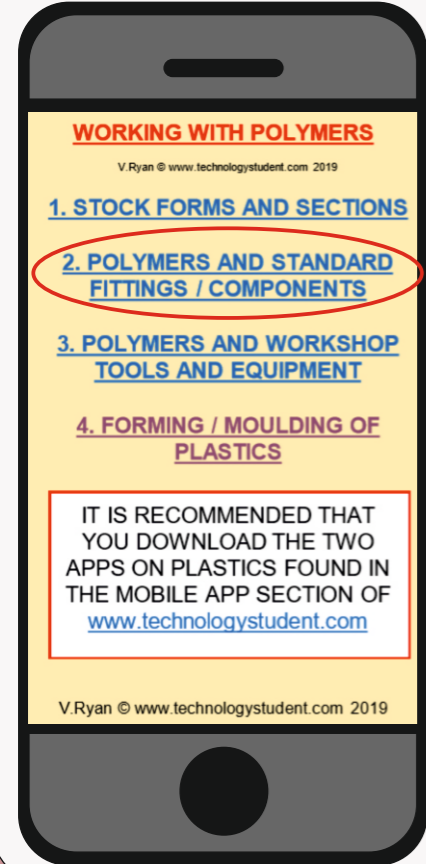 WORKING WITH POLYMERS
V.Ryan © www.technologystudent.com 2019
1. STOCK FORMS AND SECTIONS
2. POLYMERS AND STANDARD
FITTINGS / COMPONENTS
3. POLYMERS AND WORKSHOP
TOOLS AND EQUIPMENT
4. FORMING / MOULDING OF
PLASTICS
IT IS RECOMMENDED THAT
YOU DOWNLOAD THE TWO
APPS ON PLASTICS FOUND IN
THE MOBILE APP SECTION OF
www.technologystudent.com
V.Ryan © www.technologystudent.com 2019